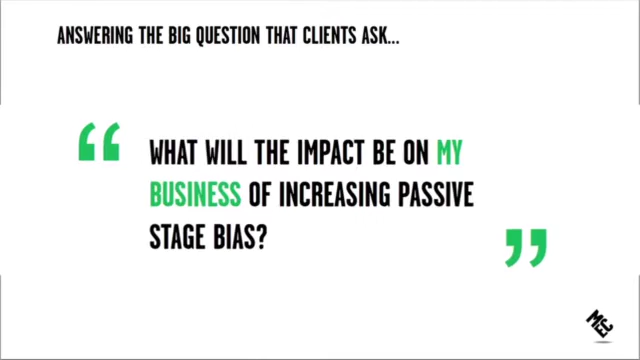 ANSWERING THE BIG QUESTION THAT CLIENTS ASK...
“
WHAT WILL THE IMPACT BE ON MY
BUSINESS OF INCREASING PASSIVE
STAGE BIAS?
”
MEC